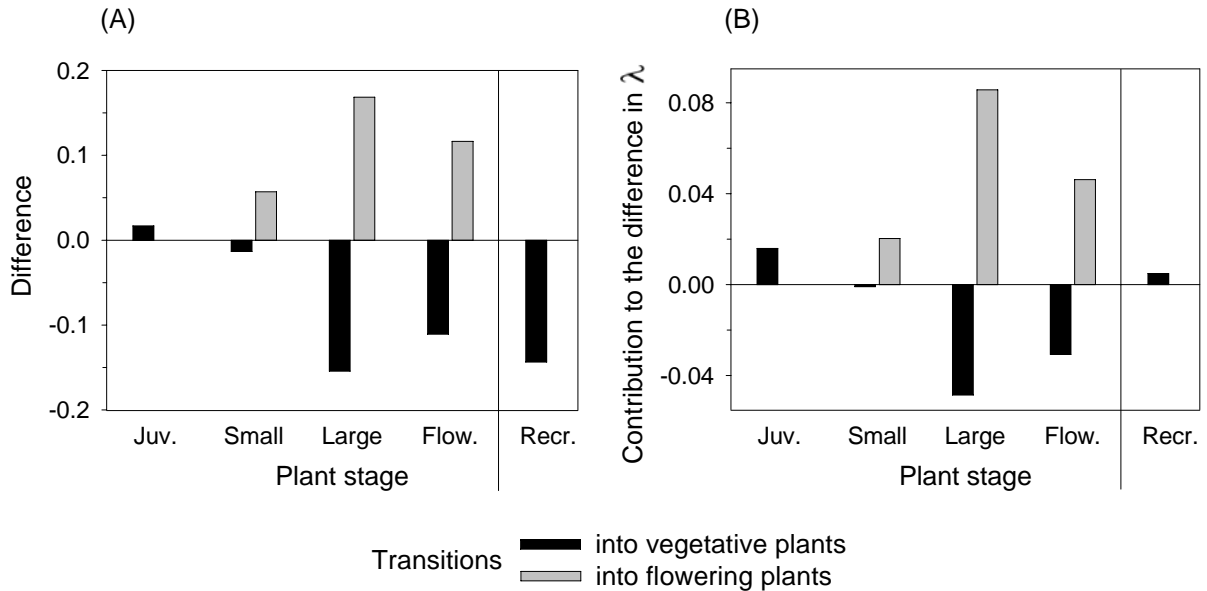 (A)
(B)
Difference
0.2
0.1
0.0
-0.1
-0.2
Juv. Small Large Flow. Recr.
Plant stage
Contribution to the difference in λ
0.08
0.04
0.00
-0.04
Juv. Small Large Flow. Recr.
Plant stage
Transitions
into vegetative plants
into flowering plants